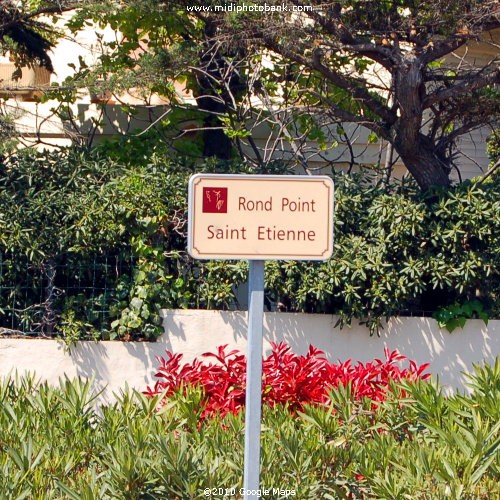 www.midiphotobank.com
Rond Point
Saint Etienne
©2010 Google Maps